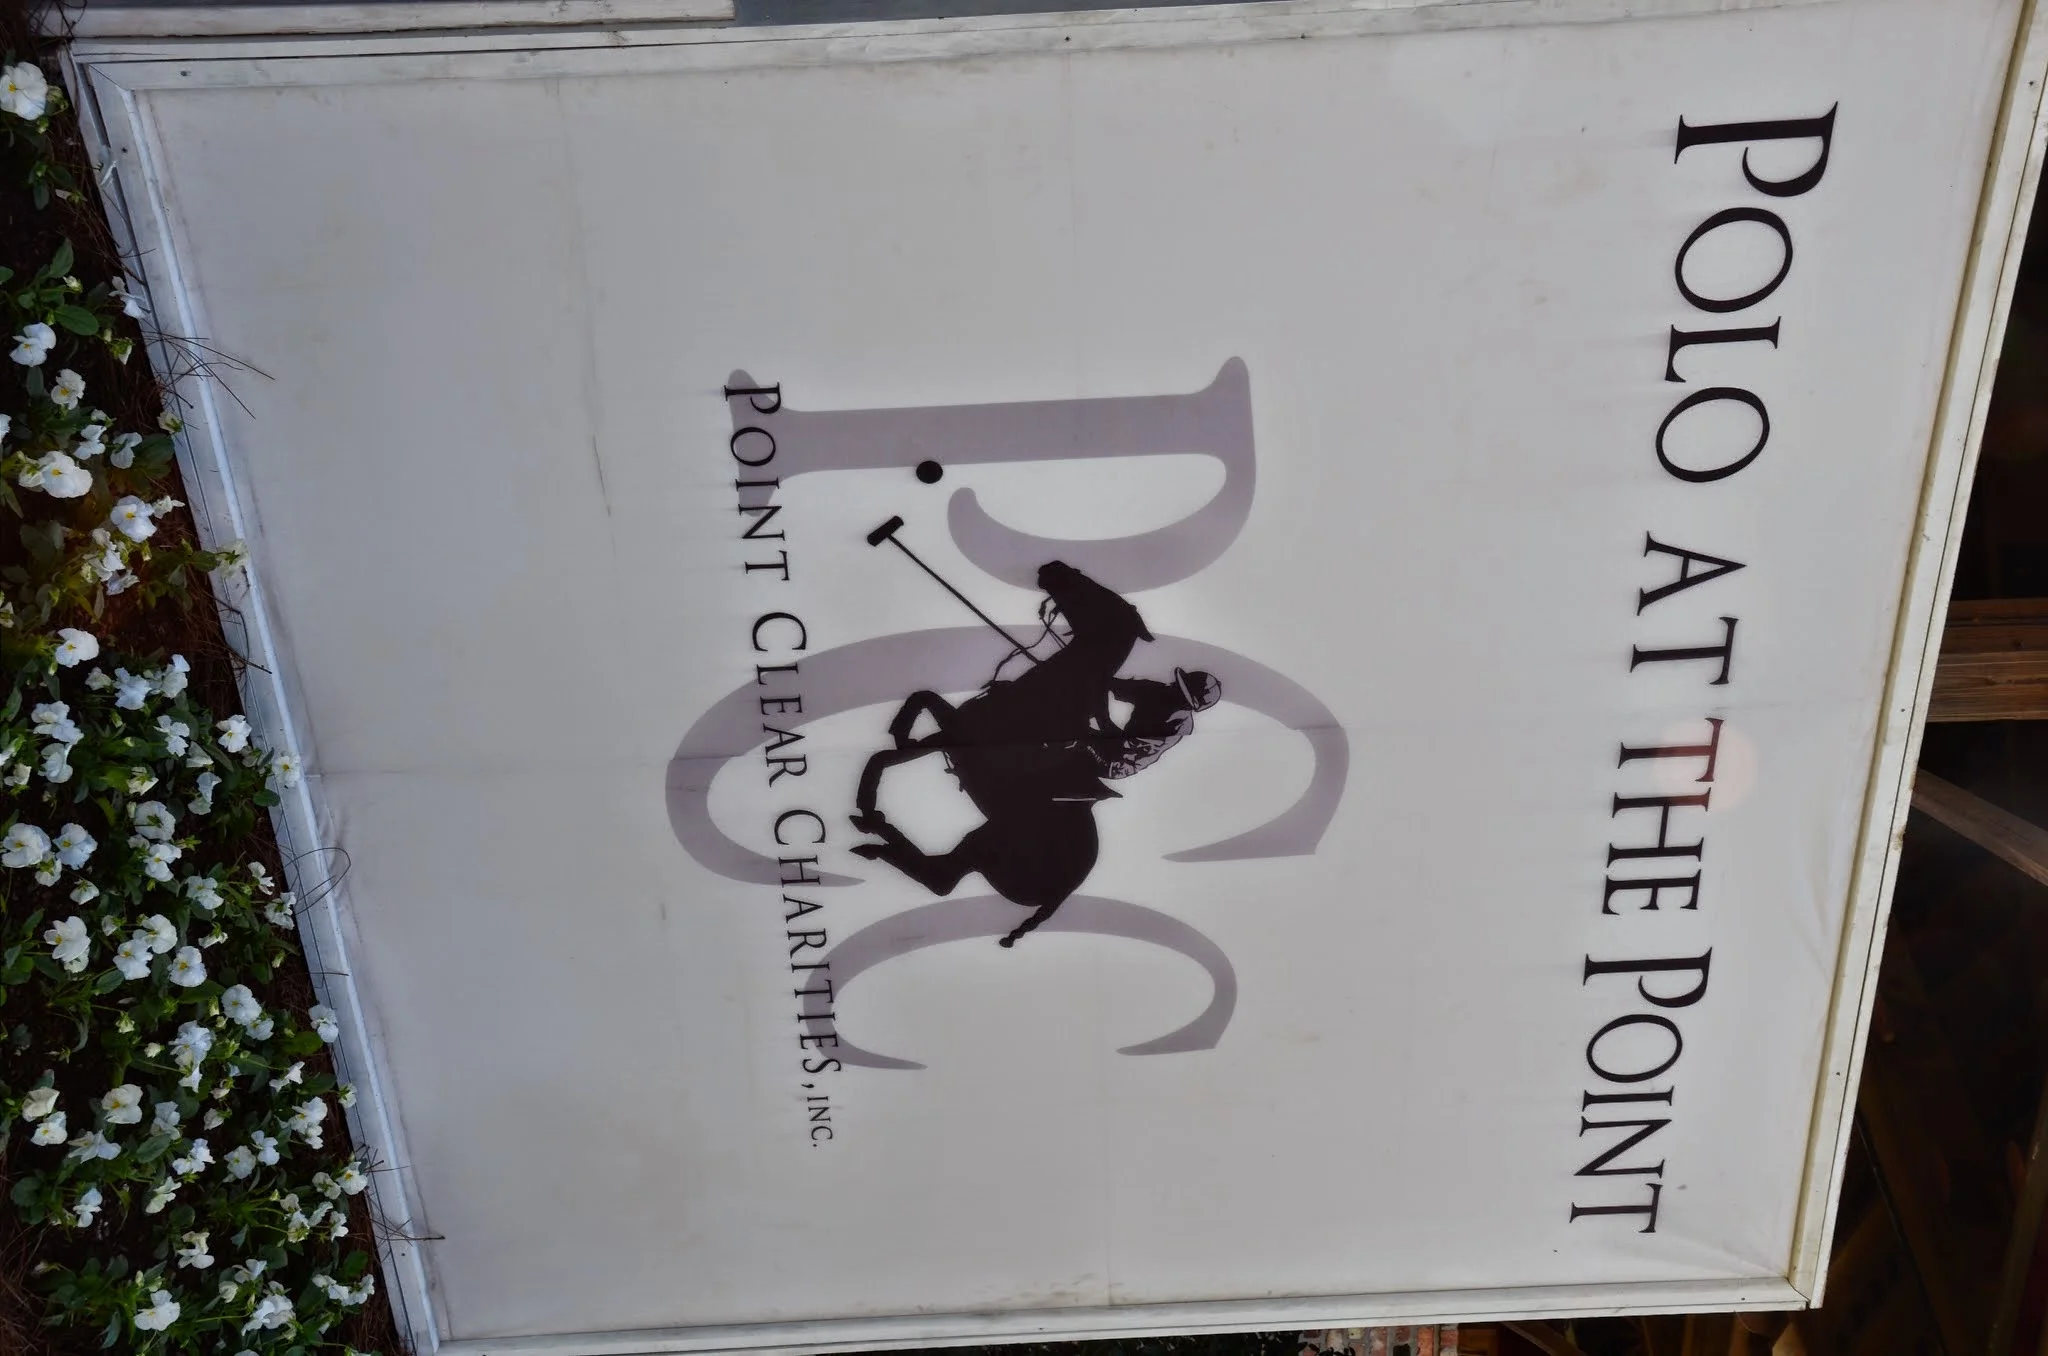 POLO AT THE POINT
PCC
POINT CLEAR CHARITIES, INC.